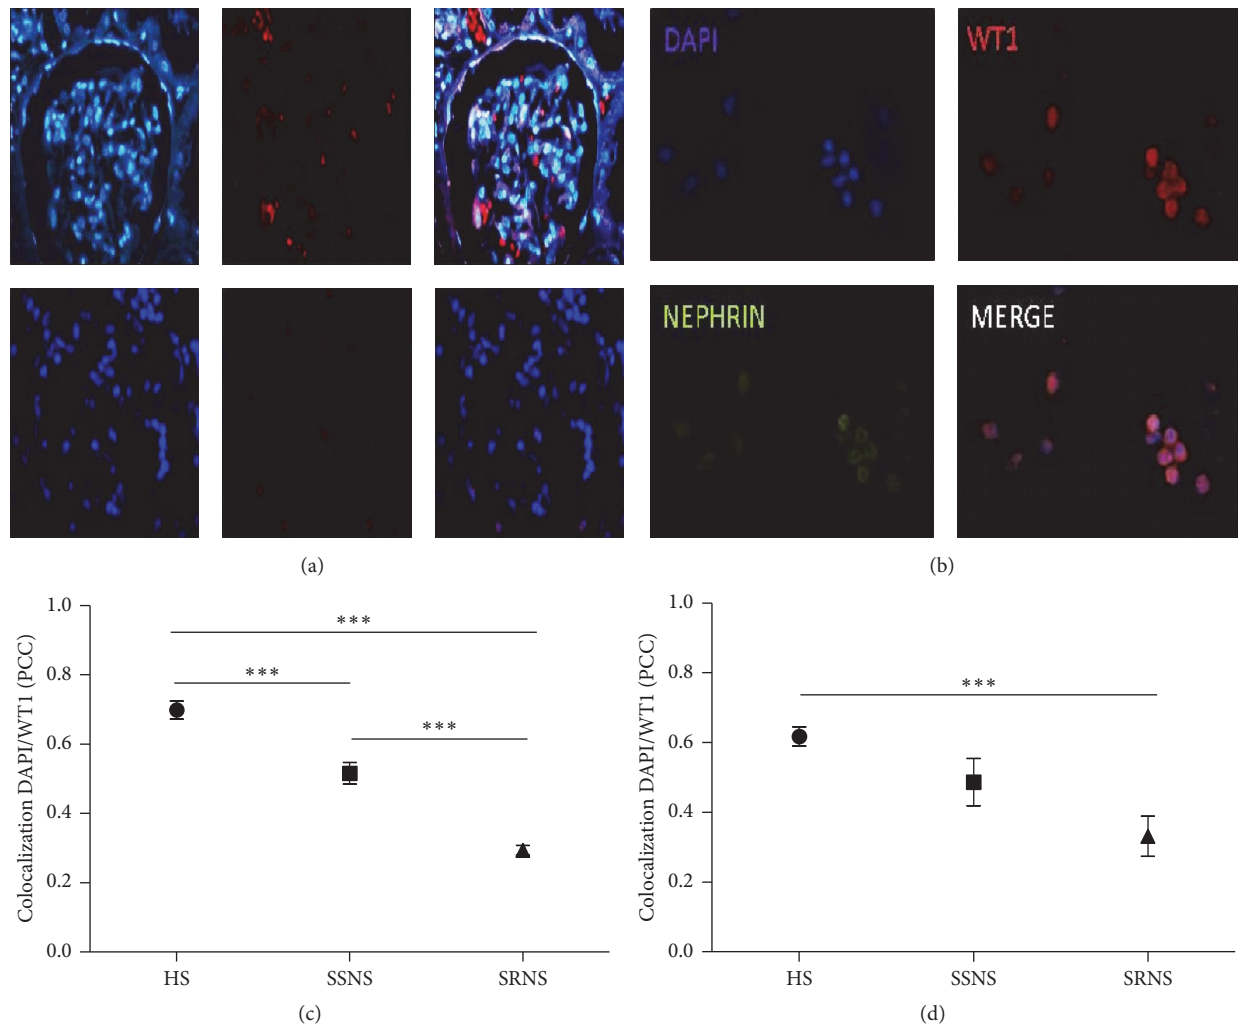 DAPI
WT1
NEPHRIN
MERGE
(a)
(b)
Colocalization DAPI/WT1 (PCC)
1.0
0.8
0.6
0.4
0.2
0.0
***
***
***
HS
SSNS
SRNS
(c)
Colocalization DAPI/WT1 (PCC)
1.0
0.8
0.6
0.4
0.2
0.0
***
HS
SSNS
SRNS
(d)